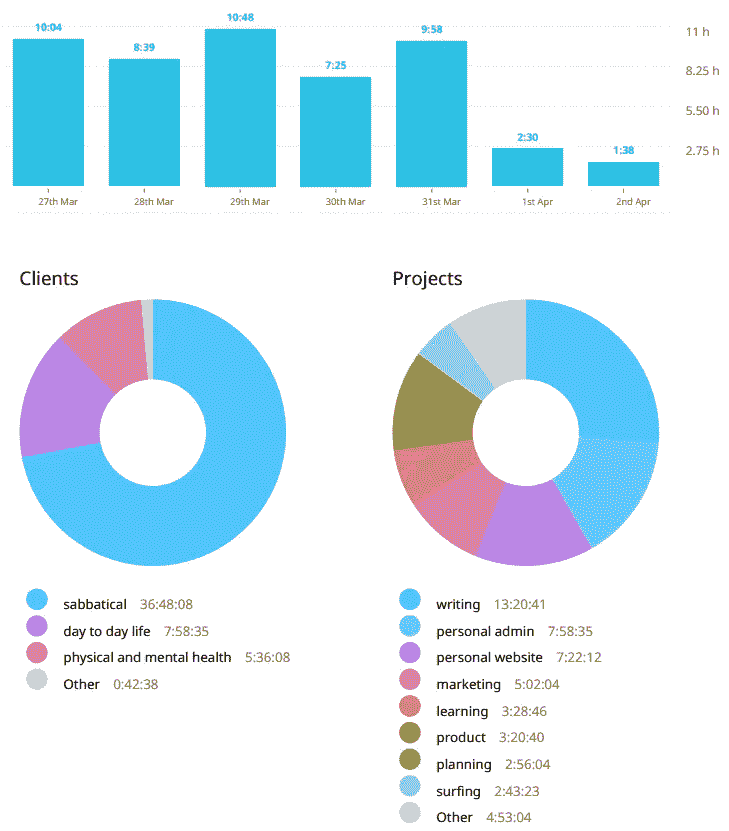 10:04 8:39 10:48 7:25 9:58 2:30 1:38
11 h
8.25 h
5.50 h
2.75 h
27th Mar 28th Mar 29th Mar 30th Mar 31st Mar 1st Apr 2nd Apr
Clients
sabbatical 36:48:08
day to day life 7:58:35
physical and mental health 5:36:08
Other 0:42:38
Projects
writing 13:20:41
personal admin 7:58:35
personal website 7:22:12
marketing 5:02:04
learning 3:28:46
product 3:20:40
planning 2:56:04
surfing 2:43:23
Other 4:53:04